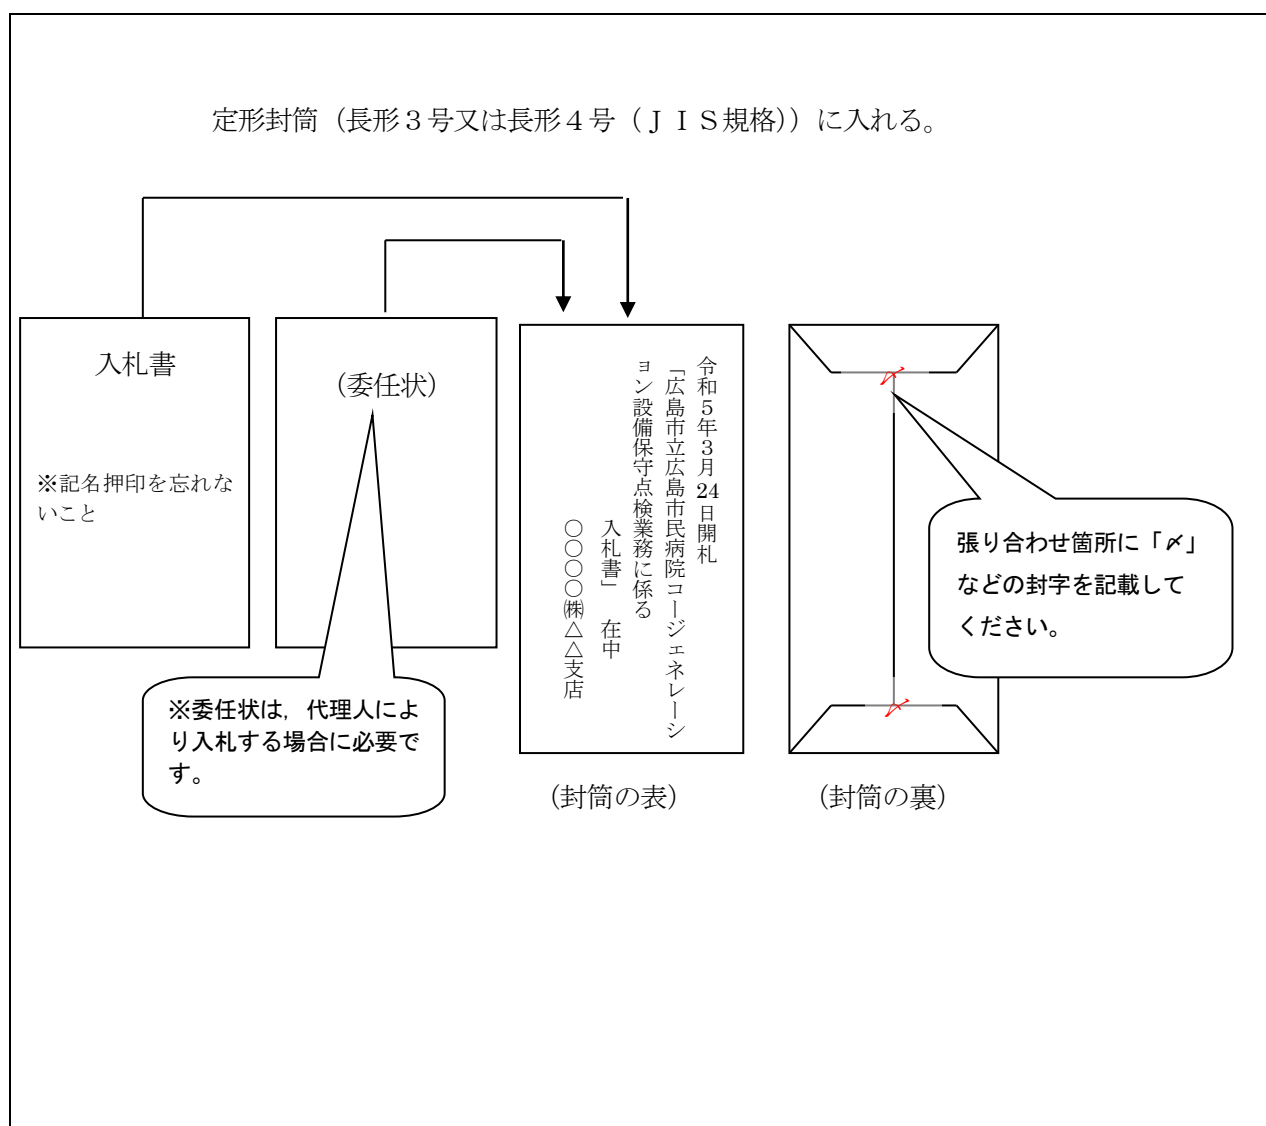 定形封筒（長形３号又は長形４号（ＪＩＳ規格））に入れる。
入札書
※記名押印を忘れな
いこと
（委任状）
※委任状は，代理人によ
り入札する場合に必要で
す。
令和５年３月24日開札
「広島市立広島市民病院コージェネレーシ
ョン設備保守点検業務に係る
入札書」　在中
○○○○㈱△△支店
（封筒の表）
〆
〆
張り合わせ箇所に「〆」
などの封字を記載して
ください。
（封筒の裏）